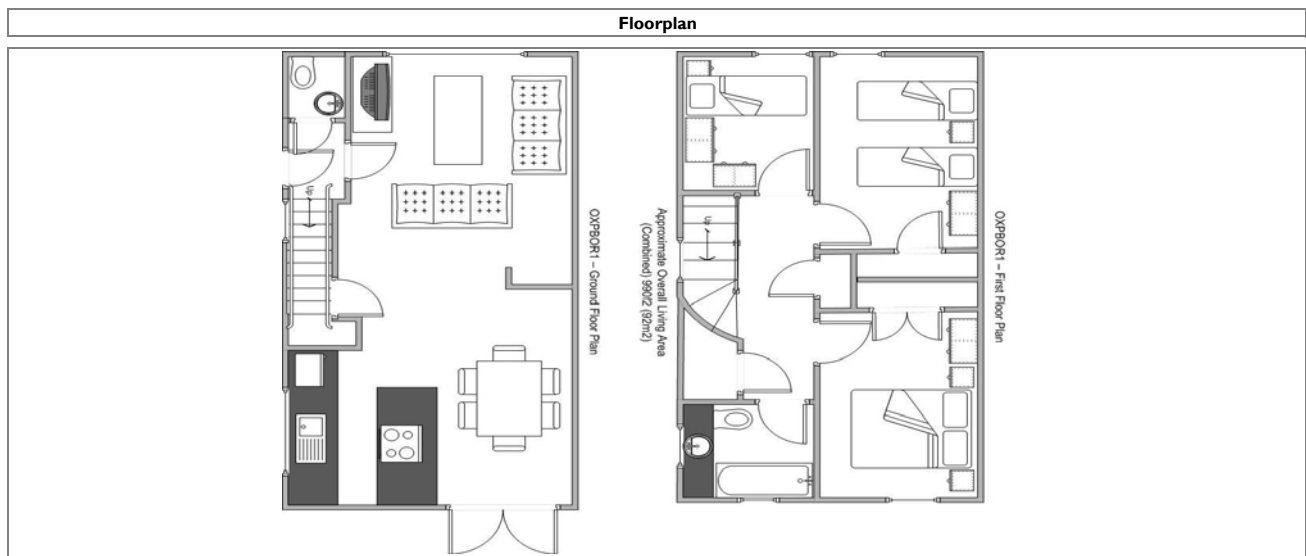 Floorplan
OXPBOR1 – Ground Floor Plan
Up
Approximate Overall Living Area
(Combined) 990f2 (92m2)
Up
OXPBOR1 – First Floor Plan